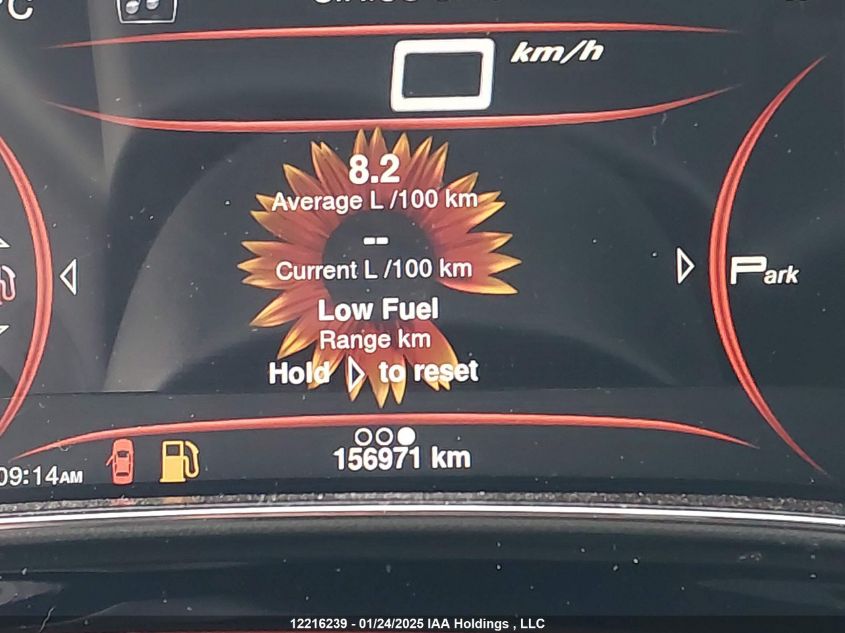 0 km/h
8.2
Average L /100 km
--
Current L /100 km
Low Fuel
Range km
Hold ▷ to reset
Park
156971 km
09:14AM
12216239 - 01/24/2025 IAA Holdings , LLC